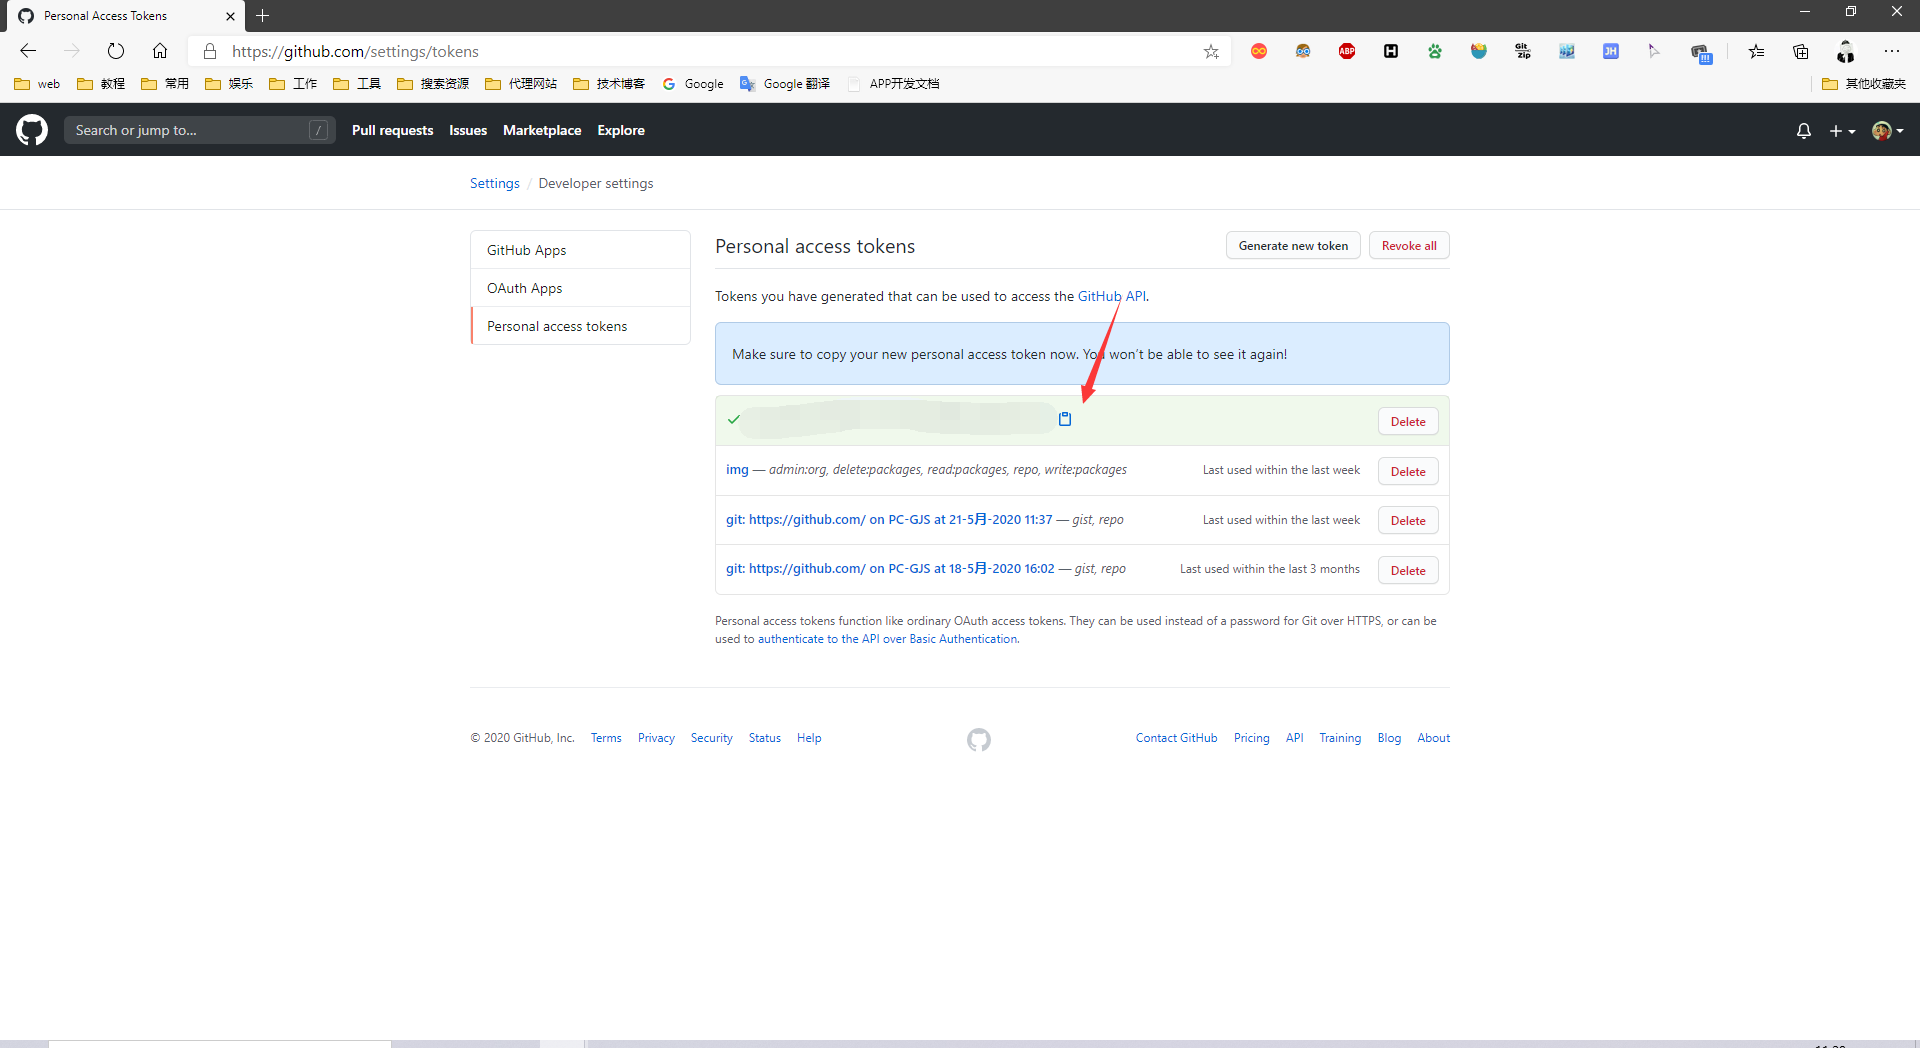 Personal Access Tokens
https://github.com/settings/tokens
ABP
H
Git zip
JH
web 教程 常用 娱乐 工作 工具 搜索资源 代理网站 技术博客 Google Google 翻译 APP开发文档 其他收藏夹
Search or jump to... / Pull requests Issues Marketplace Explore
Settings / Developer settings
GitHub Apps
OAuth Apps
Personal access tokens
Personal access tokens Generate new token Revoke all
Tokens you have generated that can be used to access the GitHub API.
Make sure to copy your new personal access token now. You won't be able to see it again!
Delete
img — admin:org, delete:packages, read:packages, repo, write:packages Last used within the last week Delete
git: https://github.com/ on PC-GJS at 21-5月-2020 11:37 — gist, repo Last used within the last week Delete
git: https://github.com/ on PC-GJS at 18-5月-2020 16:02 — gist, repo Last used within the last 3 months Delete
Personal access tokens function like ordinary OAuth access tokens. They can be used instead of a password for Git over HTTPS, or can be
used to authenticate to the API over Basic Authentication.
© 2020 GitHub, Inc. Terms Privacy Security Status Help Contact GitHub Pricing API Training Blog About